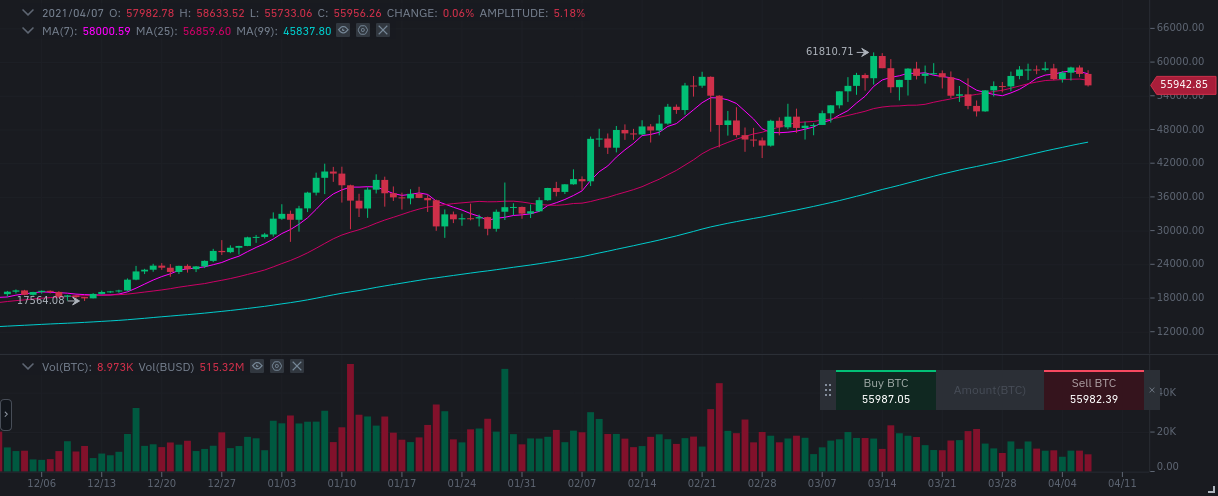 2021/04/07 O: 57982.78 H: 58633.52 L: 55733.06 C: 55956.26 CHANGE: 0.06% AMPLITUDE: 5.18%
MA(7): 58000.59 MA(25): 56859.60 MA(99): 45837.80
66000.00
61810.71
60000.00
55942.85
54000.00
48000.00
42000.00
36000.00
30000.00
24000.00
17564.08
18000.00
12000.00
Vol(BTC): 8.973K Vol(BUSD) 515.32M
Buy BTC
55987.05
Amount(BTC)
Sell BTC
55982.39
40K
20K
0.00
12/06 12/13 12/20 12/27 01/03 01/10 01/17 01/24 01/31 02/07 02/14 02/21 02/28 03/07 03/14 03/21 03/28 04/04 04/11